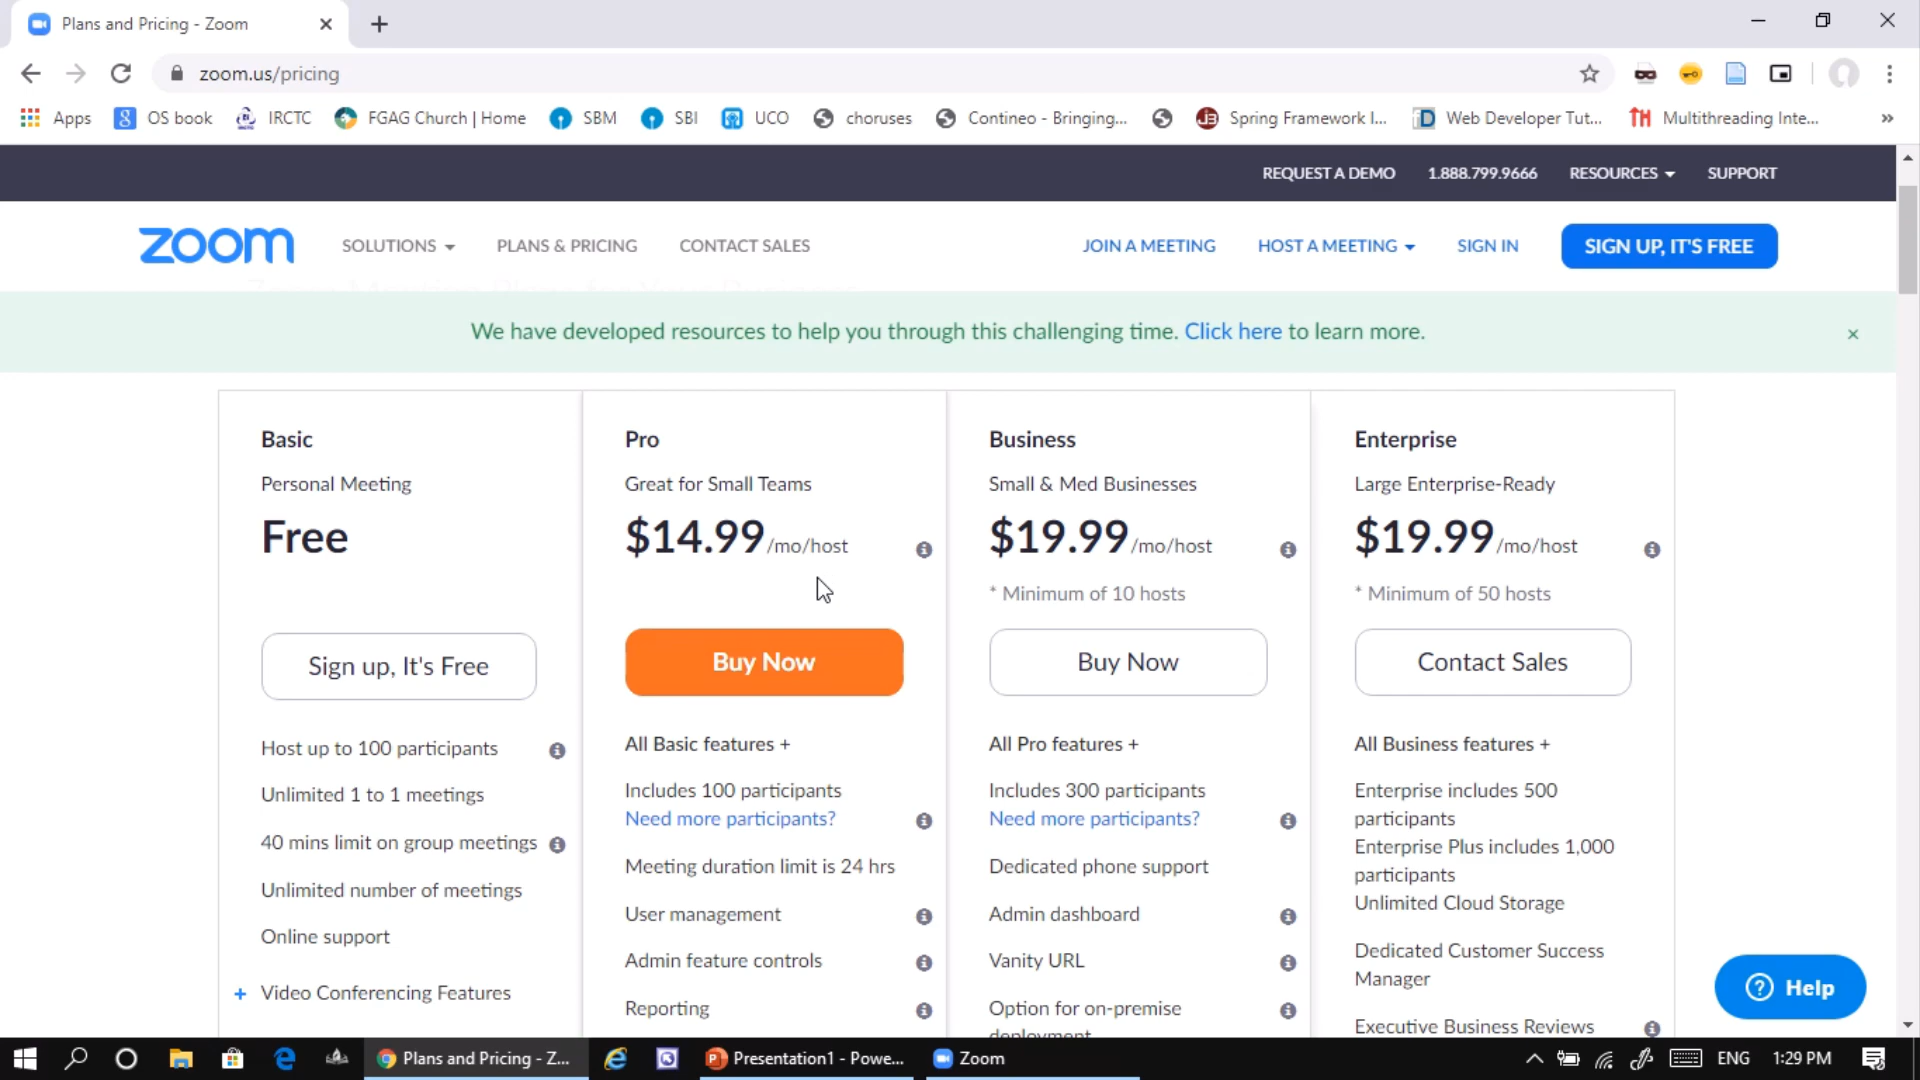 Plans and Pricing - Zoom
zoom.us/pricing
Apps OS book IRCTC FGAG Church | Home SBM SBI UCO choruses Contineo - Bringing... Spring Framework I... Web Developer Tut... Multithreading Inte... »
REQUEST A DEMO 1.888.799.9666 RESOURCES SUPPORT
zoom SOLUTIONS PLANS & PRICING CONTACT SALES JOIN A MEETING HOST A MEETING SIGN IN SIGN UP, IT'S FREE
We have developed resources to help you through this challenging time. Click here to learn more. ×
Basic
Personal Meeting
Free
Sign up, It's Free
Host up to 100 participants
Unlimited 1 to 1 meetings
40 mins limit on group meetings
Unlimited number of meetings
Online support
+ Video Conferencing Features
Pro
Great for Small Teams
$14.99/mo/host
Buy Now
All Basic features +
Includes 100 participants
Need more participants?
Meeting duration limit is 24 hrs
User management
Admin feature controls
Reporting
Business
Small & Med Businesses
$19.99/mo/host
* Minimum of 10 hosts
Buy Now
All Pro features +
Includes 300 participants
Need more participants?
Dedicated phone support
Admin dashboard
Vanity URL
Option for on-premise
deployment
Enterprise
Large Enterprise-Ready
$19.99/mo/host
* Minimum of 50 hosts
Contact Sales
All Business features +
Enterprise includes 500
participants
Enterprise Plus includes 1,000
participants
Unlimited Cloud Storage
Dedicated Customer Success
Manager
Executive Business Reviews
Help
Plans and Pricing - Z... Presentation1 - Powe... Zoom ENG 1:29 PM